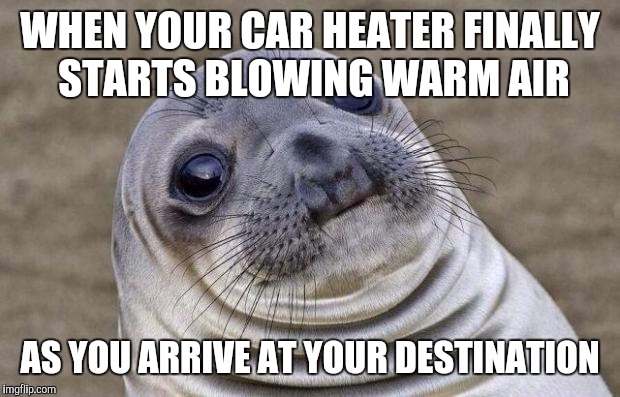 WHEN YOUR CAR HEATER FINALLY
STARTS BLOWING WARM AIR
AS YOU ARRIVE AT YOUR DESTINATION
imgflip.com